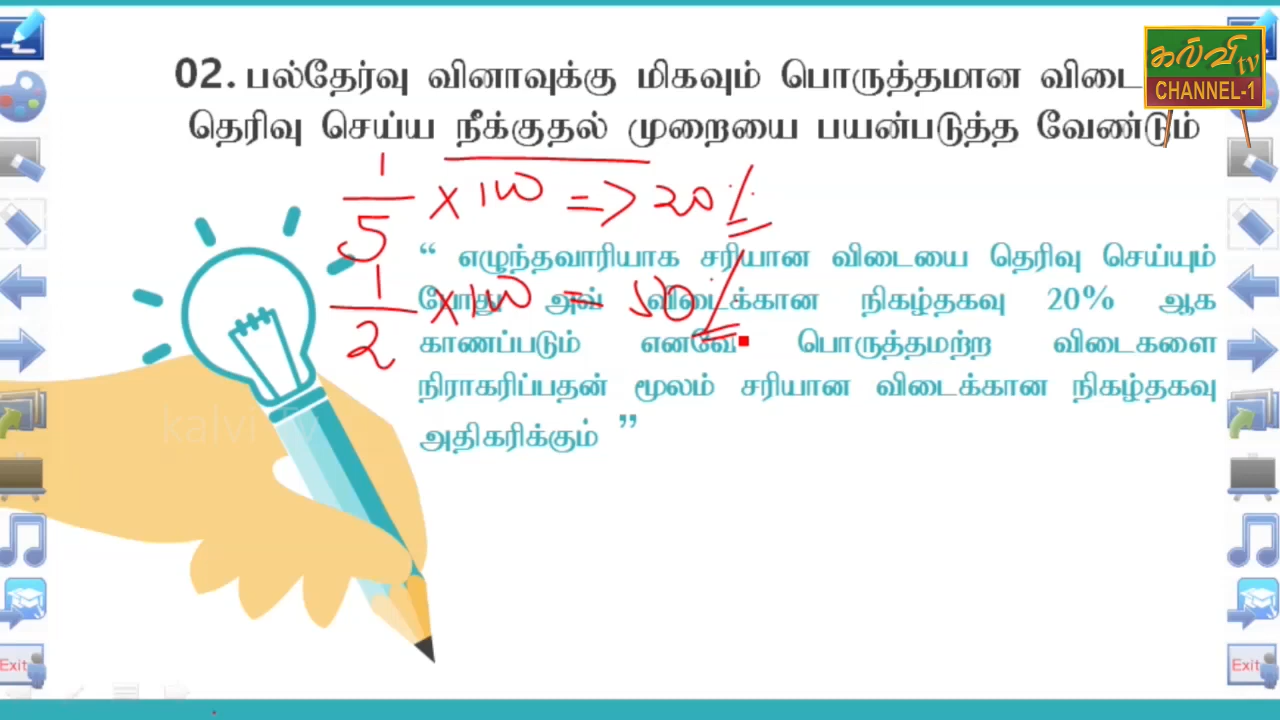 கல்வி tv
CHANNEL-1
02. பல்தேர்வு வினாவுக்கு மிகவும் பொருத்தமான விடை
தெரிவு செய்ய நீக்குதல் முறையை பயன்படுத்த வேண்டும்
1/5 × 100 => 20%
“ எழுந்தவாரியாக சரியான விடையை தெரிவு செய்யும்
1/2 × 100 = 50%
போது அவ் விடைக்கான நிகழ்தகவு 20% ஆக
காணப்படும் எனவே பொருத்தமற்ற விடைகளை
நிராகரிப்பதன் மூலம் சரியான விடைக்கான நிகழ்தகவு
அதிகரிக்கும் ”
kalvi Tv
Exit
Exit